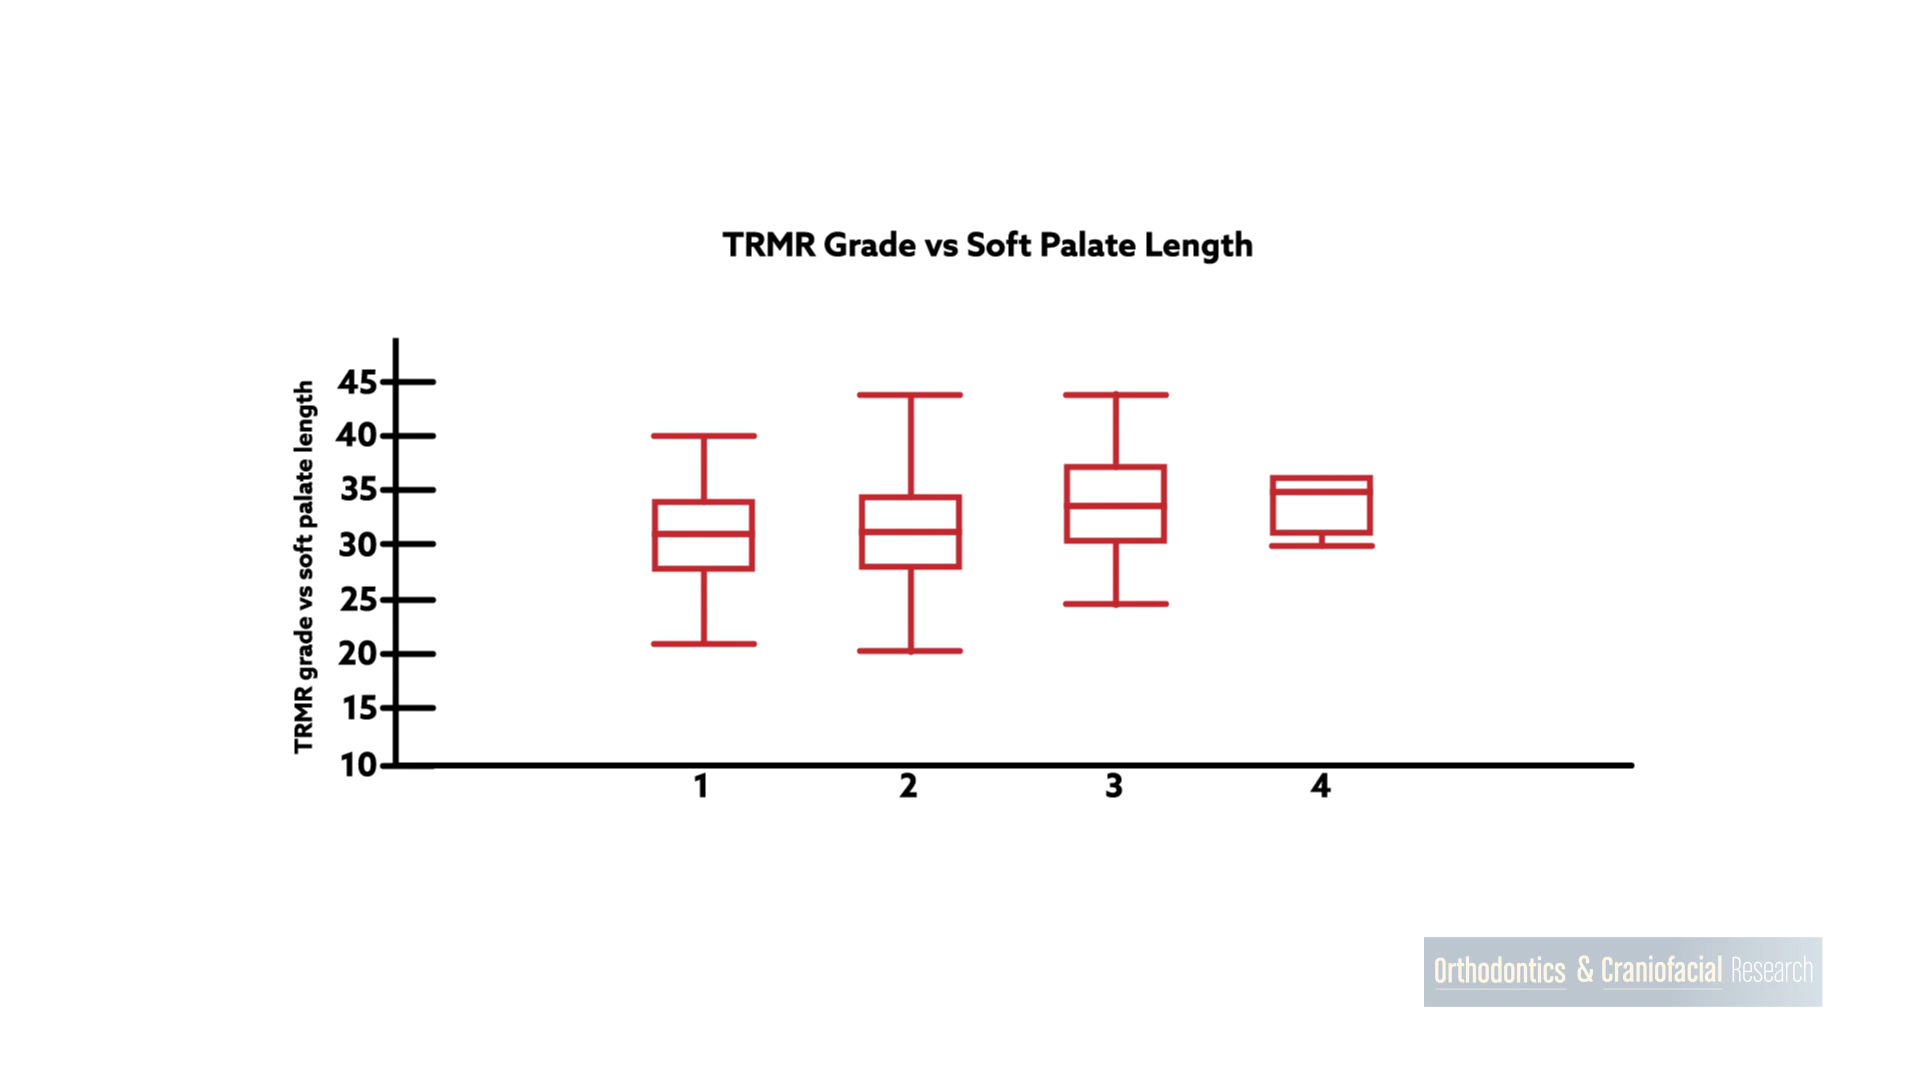 TRMR Grade vs Soft Palate Length
TRMR grade vs soft palate length
45
40
35
30
25
20
15
10
1 2 3 4
Orthodontics & Craniofacial Research